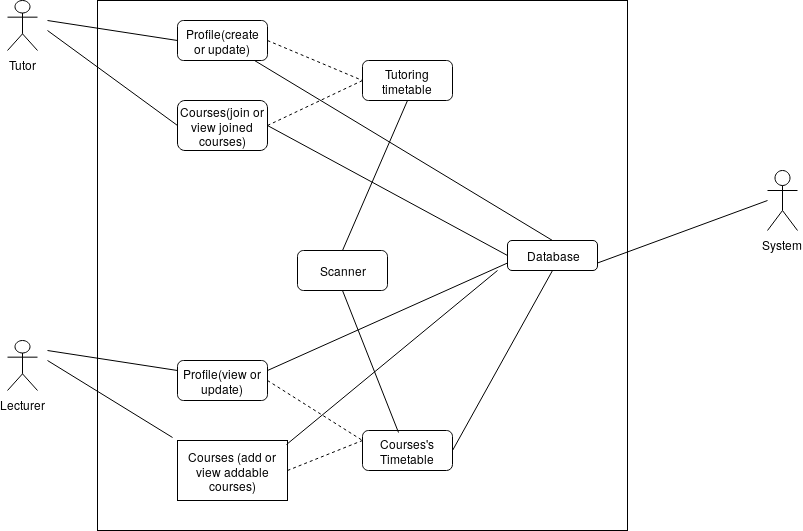 Profile(create
or update)
Tutor
Tutoring
timetable
Courses(join or
view joined
courses)
System
Database
Scanner
Profile(view or
update)
Lecturer
Courses's
Timetable
Courses (add or
view addable
courses)